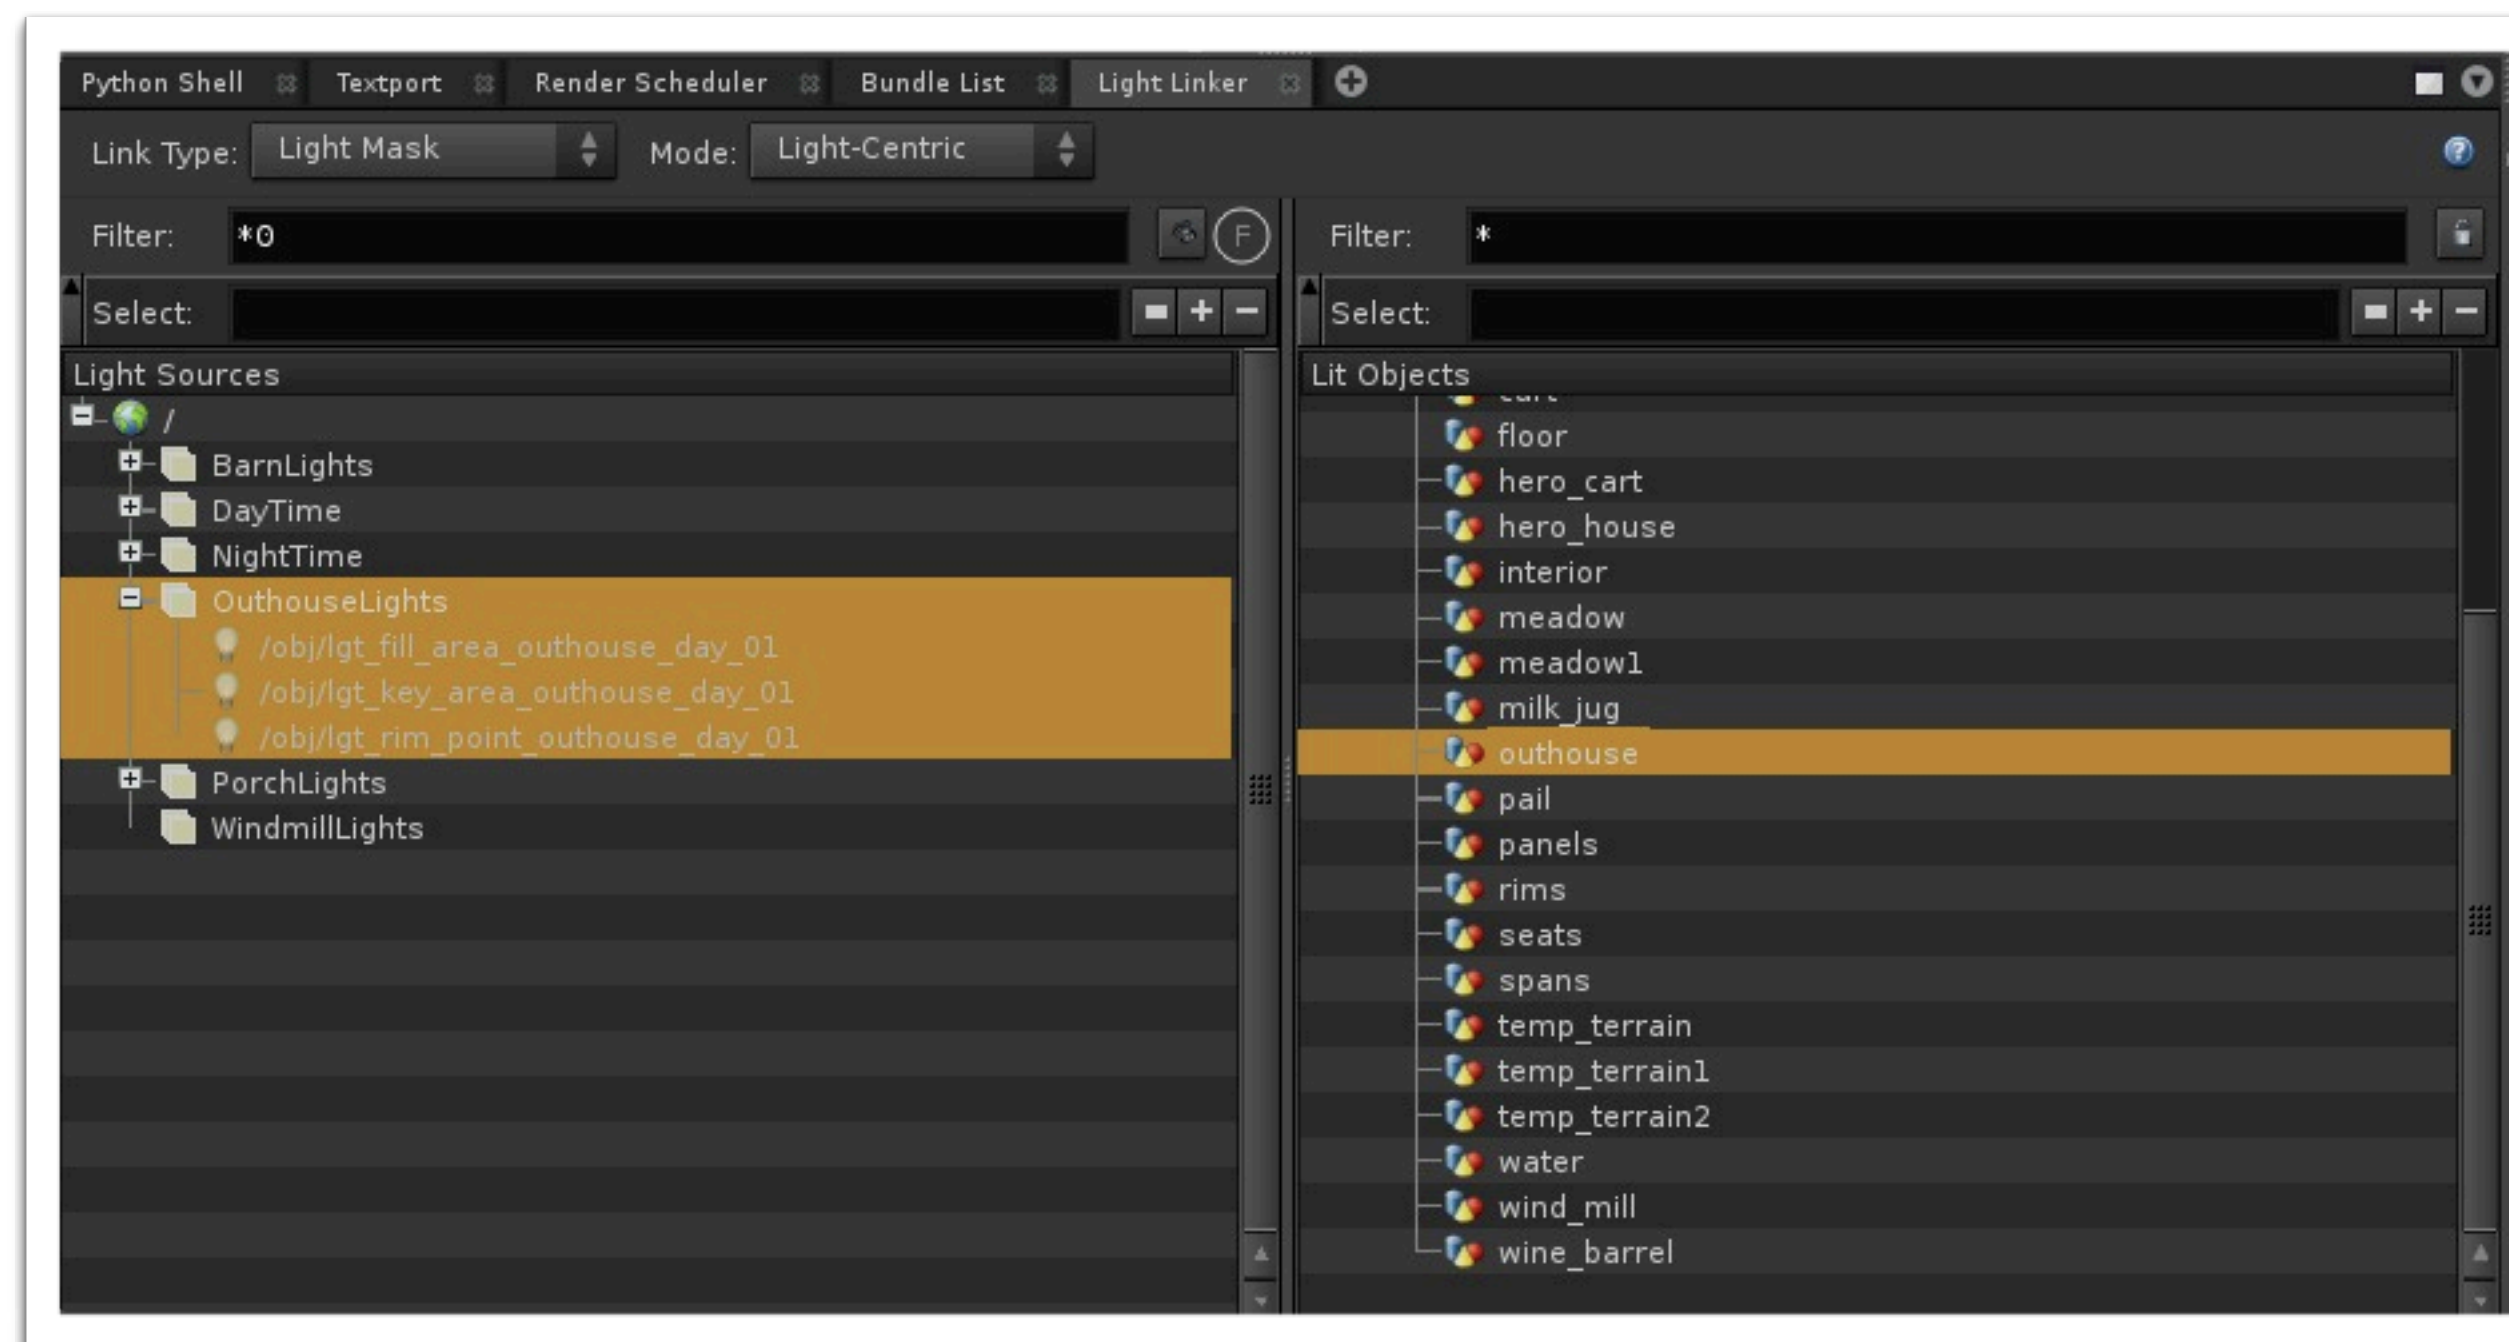 Python Shell Textport Render Scheduler Bundle List Light Linker
Link Type: Light Mask Mode: Light-Centric
Filter: *0 F
Select:
Light Sources
/
BarnLights
DayTime
NightTime
OuthouseLights
/obj/lgt_fill_area_outhouse_day_01
/obj/lgt_key_area_outhouse_day_01
/obj/lgt_rim_point_outhouse_day_01
PorchLights
WindmillLights
Filter: *
Select:
Lit Objects
cart
floor
hero_cart
hero_house
interior
meadow
meadow1
milk_jug
outhouse
pail
panels
rims
seats
spans
temp_terrain
temp_terrain1
temp_terrain2
water
wind_mill
wine_barrel